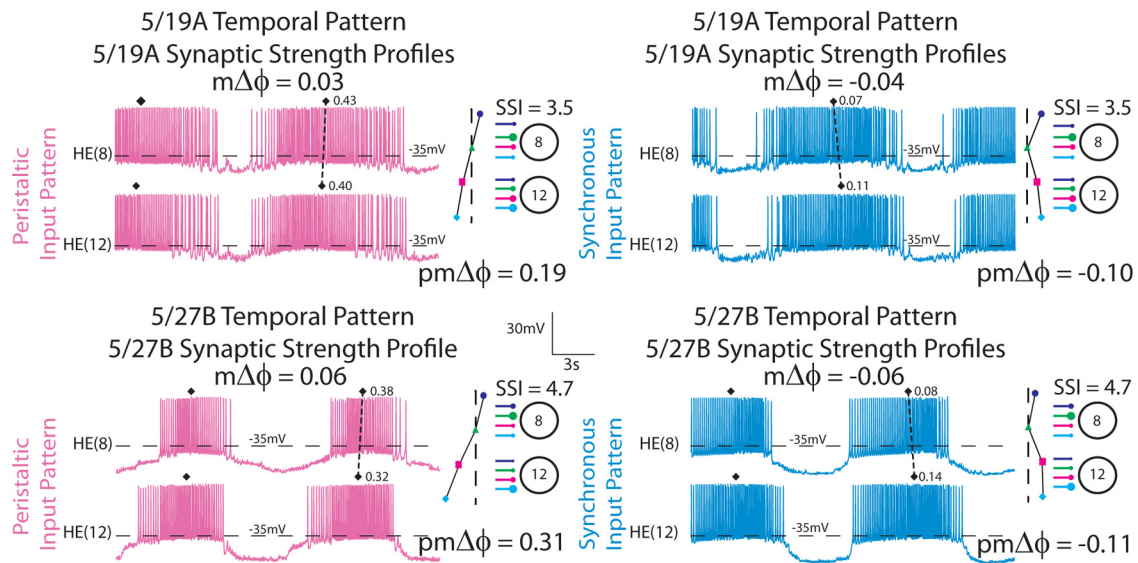 5/19A Temporal Pattern
5/19A Synaptic Strength Profiles
mΔϕ = 0.03
Peristaltic
Input Pattern
HE(8)
-35mV
0.43
HE(12)
-35mV
0.40
SSI = 3.5
8
12
pmΔϕ = 0.19
5/19A Temporal Pattern
5/19A Synaptic Strength Profiles
mΔϕ = -0.04
Synchronous
Input Pattern
HE(8)
-35mV
0.07
HE(12)
-35mV
0.11
SSI = 3.5
8
12
pmΔϕ = -0.10
30mV
3s
5/27B Temporal Pattern
5/27B Synaptic Strength Profile
mΔϕ = 0.06
Peristaltic
Input Pattern
HE(8)
-35mV
0.38
HE(12)
-35mV
0.32
SSI = 4.7
8
12
pmΔϕ = 0.31
5/27B Temporal Pattern
5/27B Synaptic Strength Profiles
mΔϕ = -0.06
Synchronous
Input Pattern
HE(8)
-35mV
0.08
HE(12)
-35mV
0.14
SSI = 4.7
8
12
pmΔϕ = -0.11